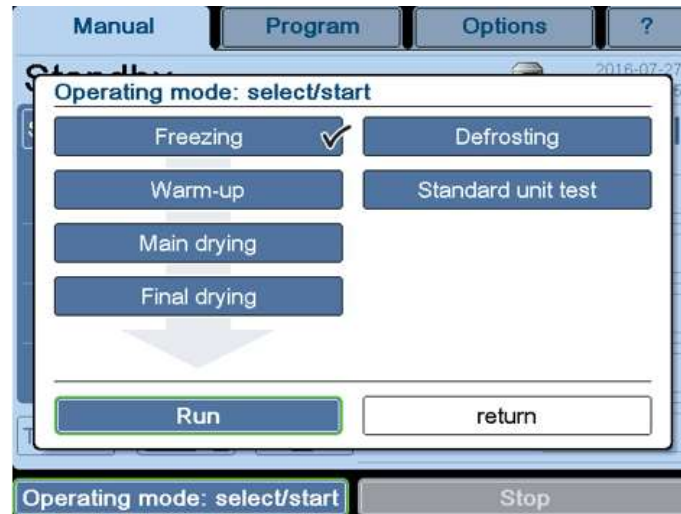 Manual Program Options ?
Standby
2016-07-27
Operating mode: select/start
Freezing Defrosting
Warm-up Standard unit test
Main drying
Final drying
Run return
Operating mode: select/start Stop